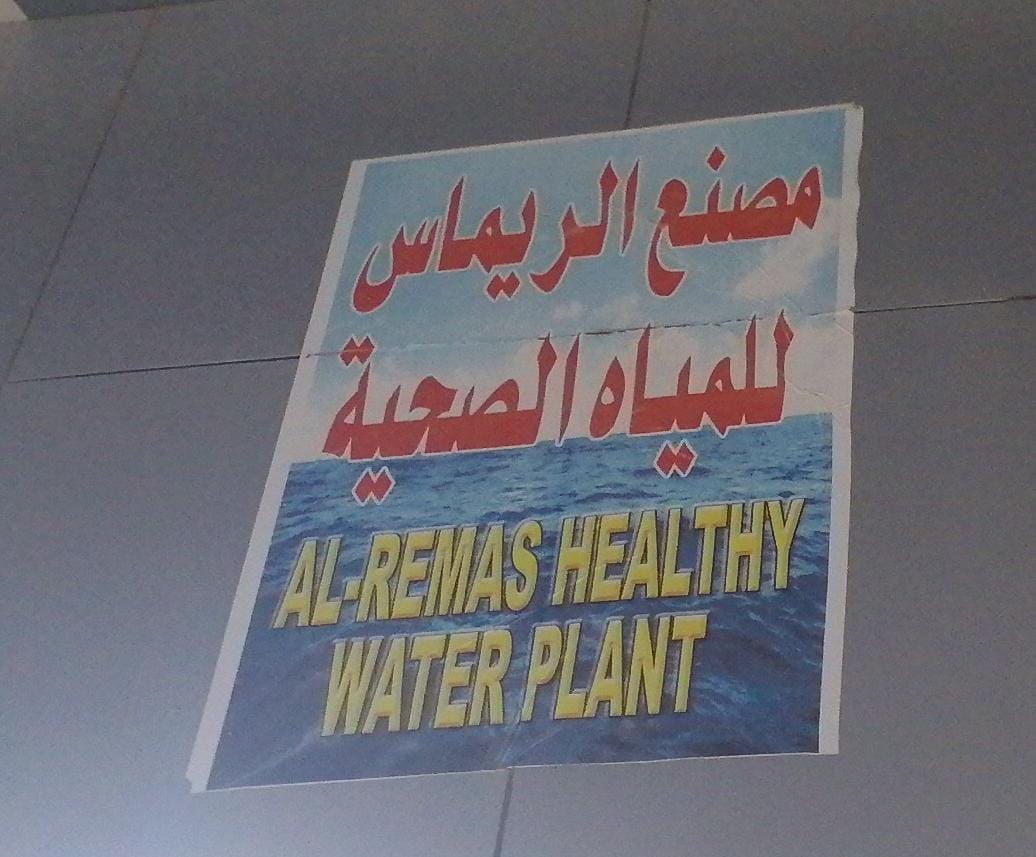 مصنع الريماس
للمياه الصحية
AL-REMAS HEALTHY
WATER PLANT